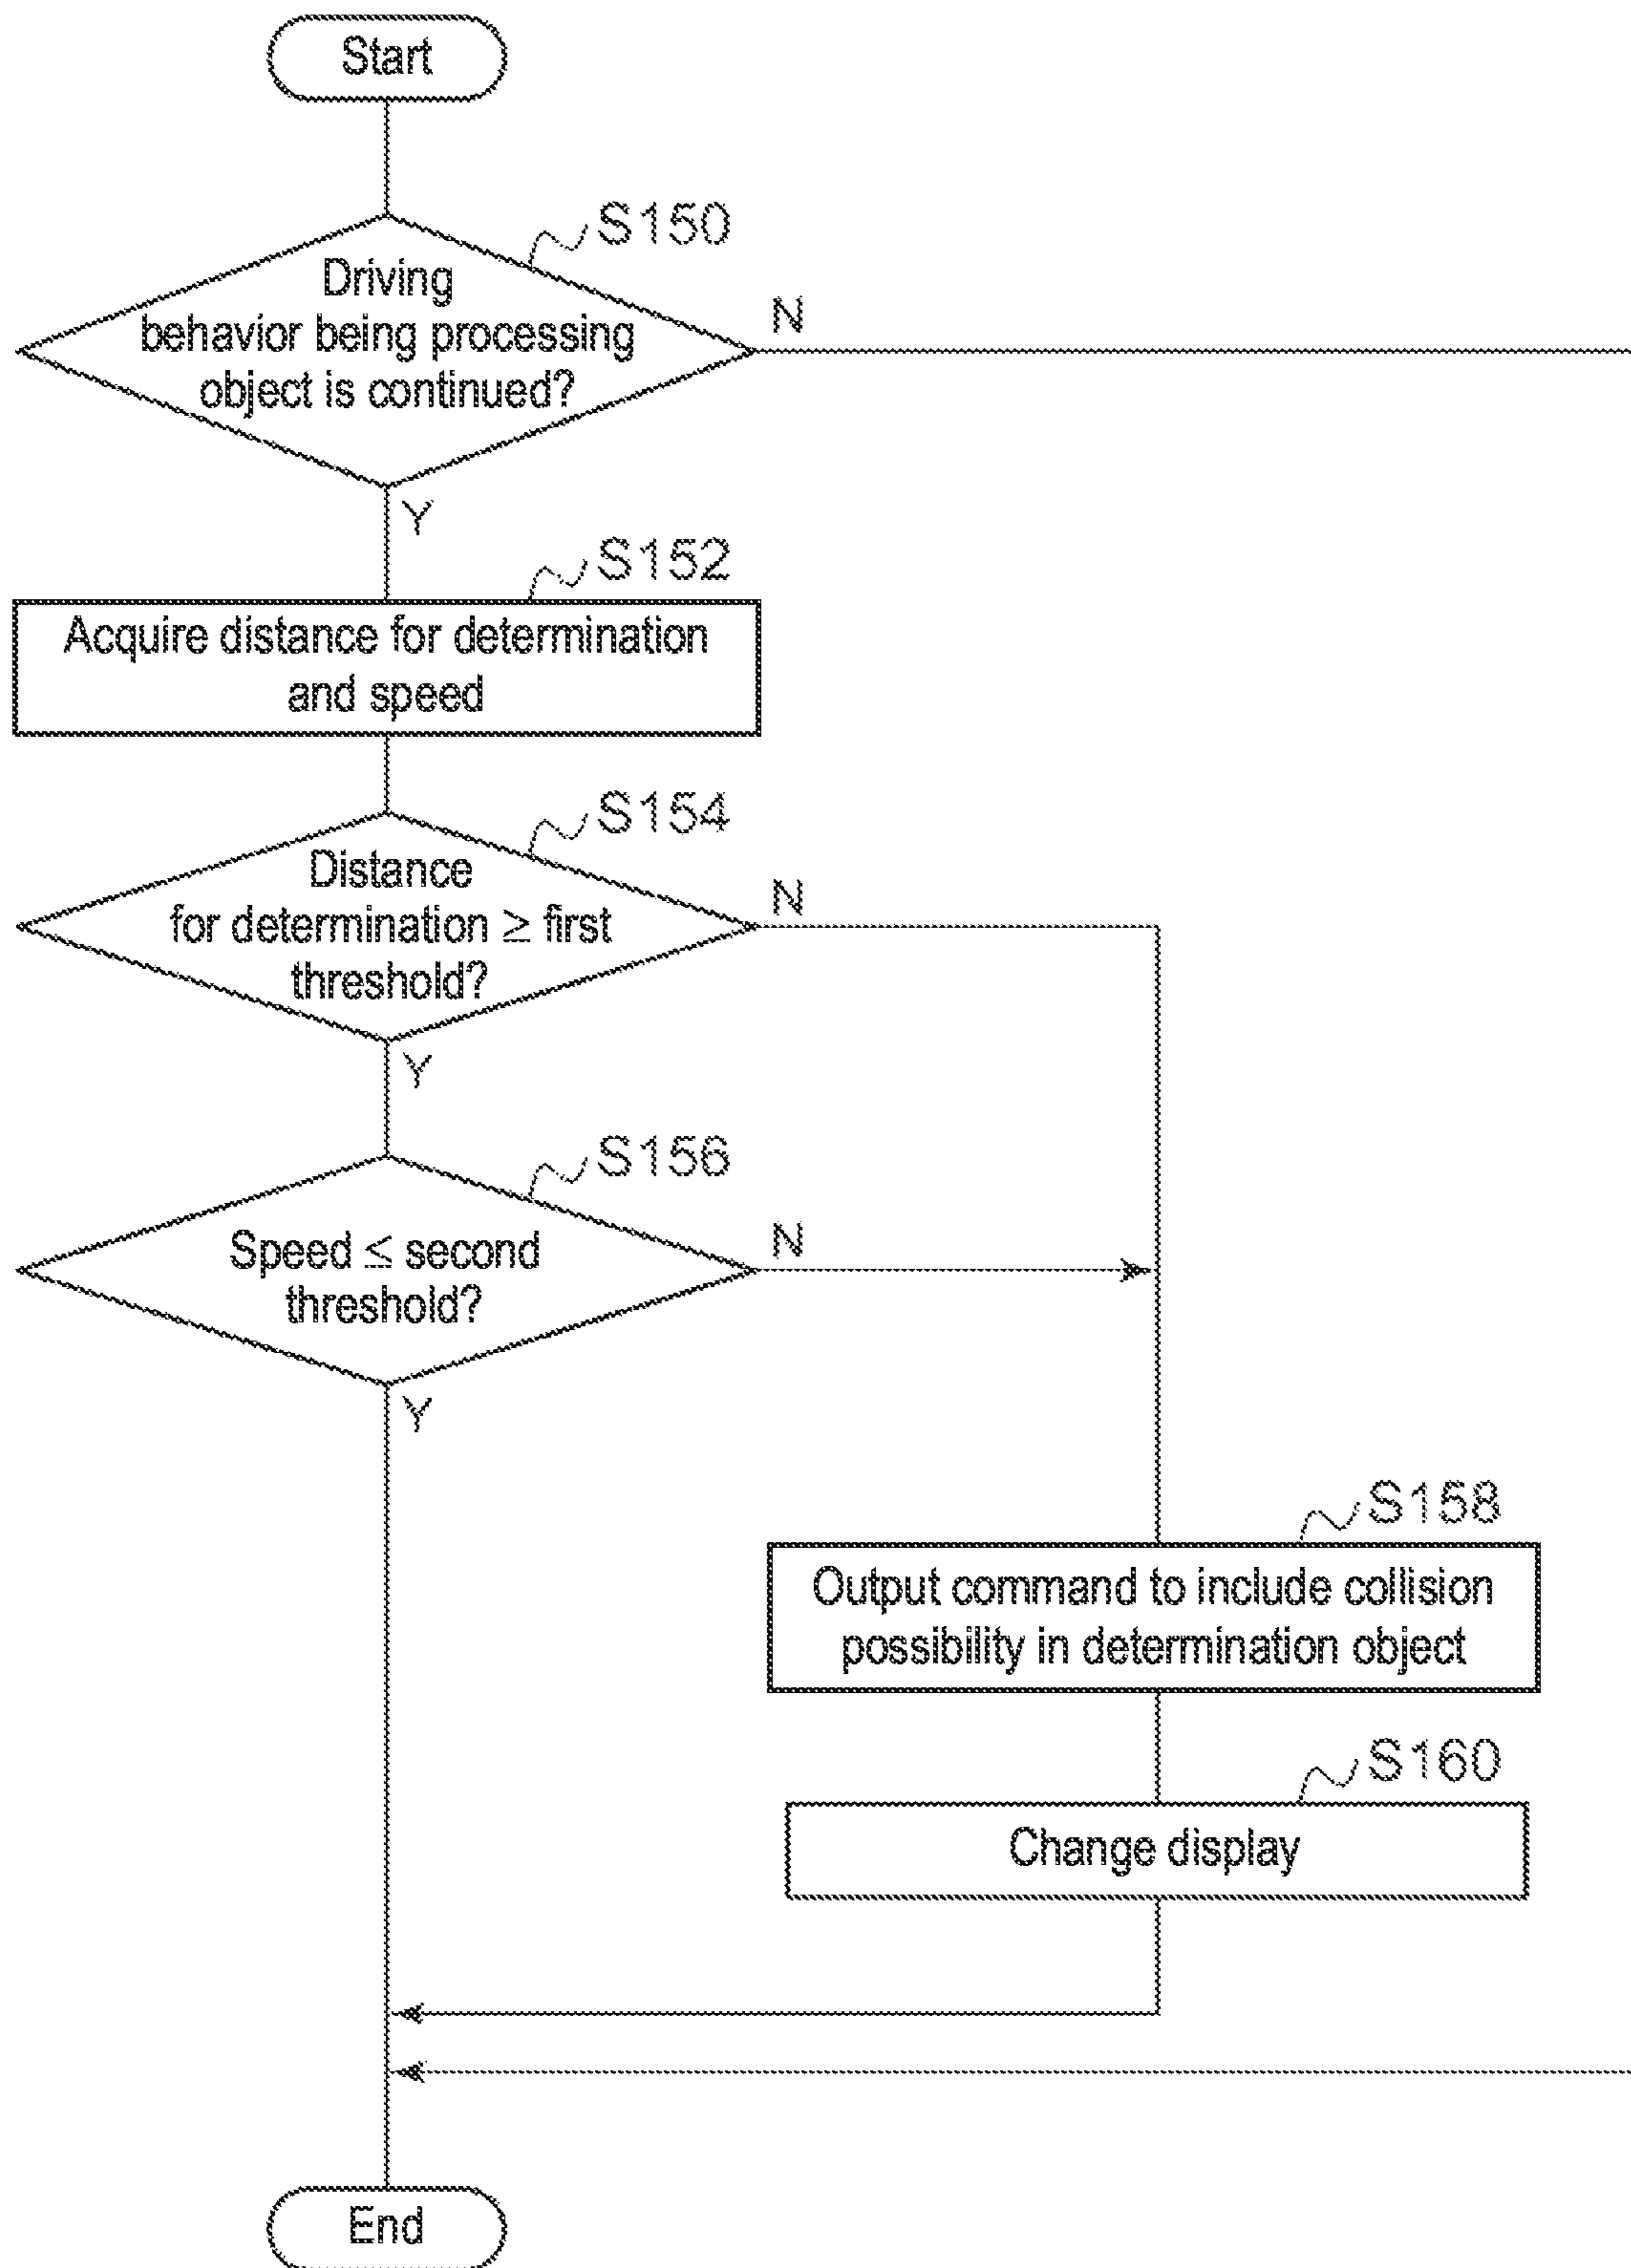 Start
S150
Driving
behavior being processing
object is continued?
N
Y
S152
Acquire distance for determination
and speed
S154
Distance
for determination ≥ first
threshold?
N
Y
S156
Speed ≤ second
threshold?
N
Y
S158
Output command to include collision
possibility in determination object
S160
Change display
End